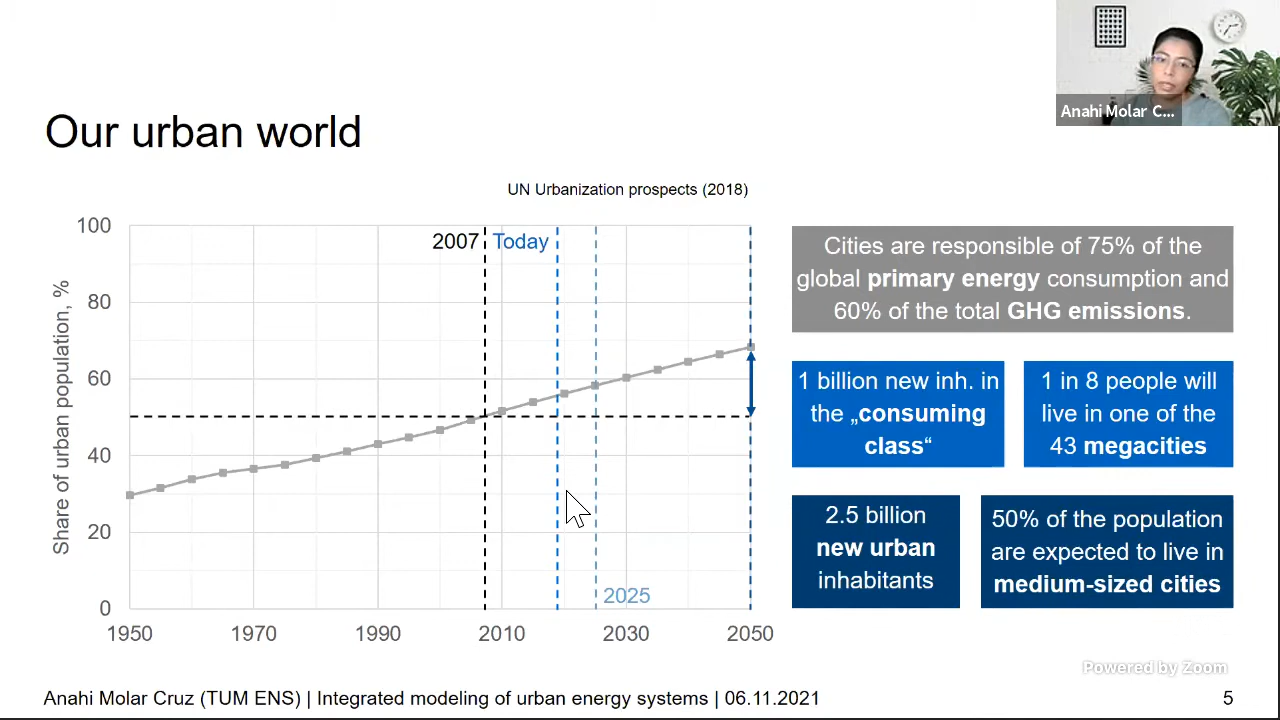 Anahi Molar C...
Our urban world
UN Urbanization prospects (2018)
Share of urban population, %
100
80
60
40
20
0
1950
1970
1990
2010
2030
2050
2007
Today
2025
Cities are responsible of 75% of the
global primary energy consumption and
60% of the total GHG emissions.
1 billion new inh. in
the „consuming
class“
1 in 8 people will
live in one of the
43 megacities
2.5 billion
new urban
inhabitants
50% of the population
are expected to live in
medium-sized cities
Powered by Zoom
Anahi Molar Cruz (TUM ENS) | Integrated modeling of urban energy systems | 06.11.2021
5